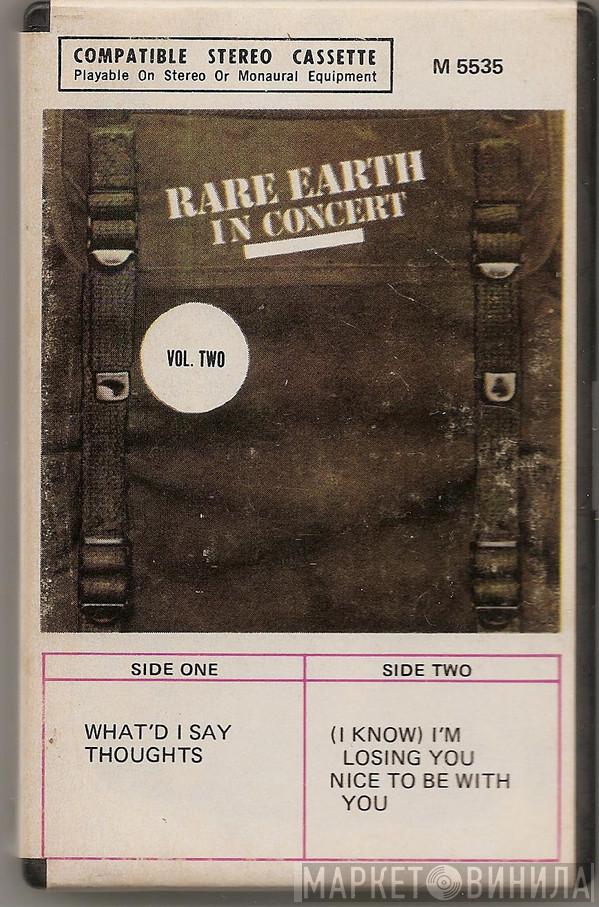 COMPATIBLE STEREO CASSETTE
Playable On Stereo Or Monaural Equipment
M 5535
RARE EARTH
IN CONCERT
VOL. TWO
SIDE ONE
WHAT'D I SAY
THOUGHTS
SIDE TWO
(I KNOW) I'M
LOSING YOU
NICE TO BE WITH
YOU
МАРКЕТ ВИНИЛА